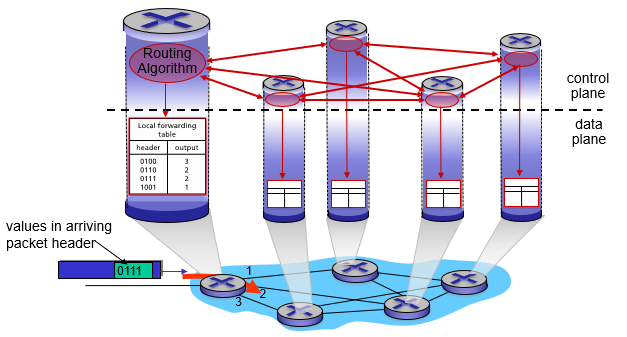 Routing
Algorithm
control
plane
data
plane
Local forwarding
table
header output
0100 3
0110 2
0111 2
1001 1
values in arriving
packet header
0111
1
2
3